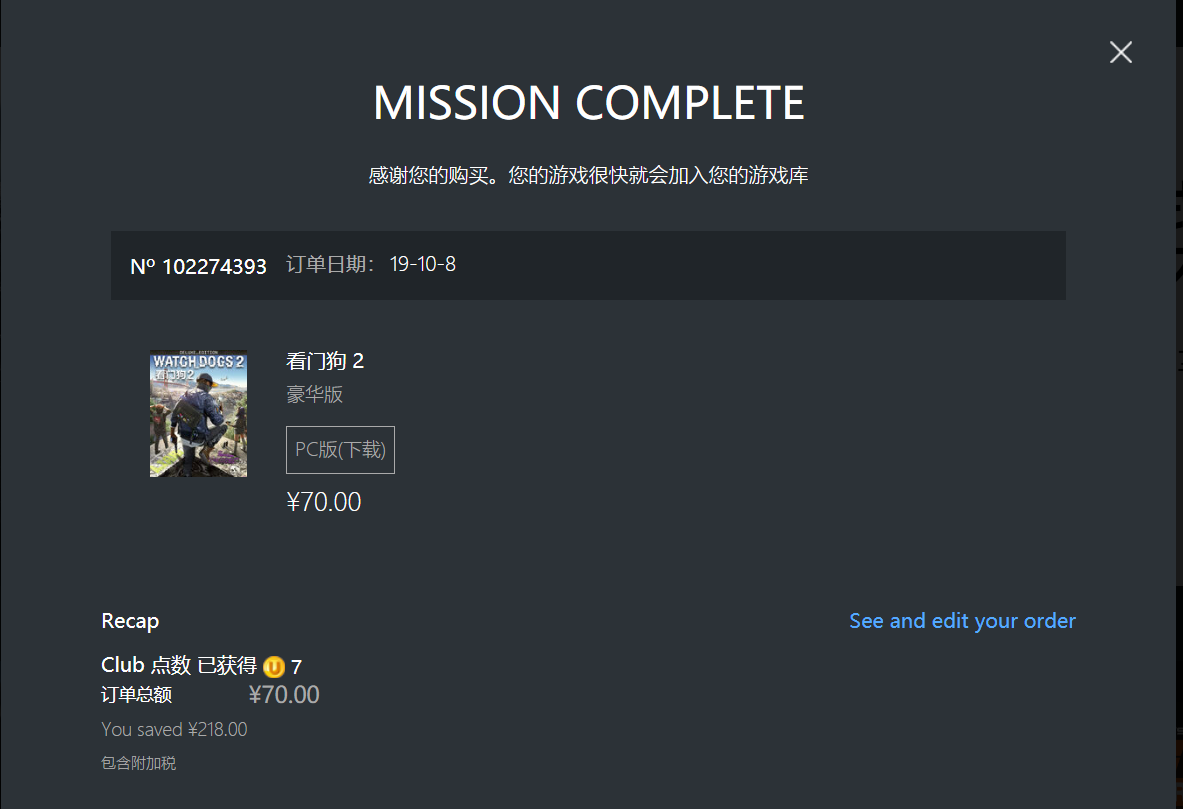 MISSION COMPLETE
感谢您的购买。您的游戏很快就会加入您的游戏库
Nº 102274393 订单日期： 19-10-8
DELUXE EDITION
WATCH DOGS 2
看门狗2
看门狗 2
豪华版
PC版(下载)
¥70.00
Recap
See and edit your order
Club 点数 已获得 U 7
订单总额 ¥70.00
You saved ¥218.00
包含附加税